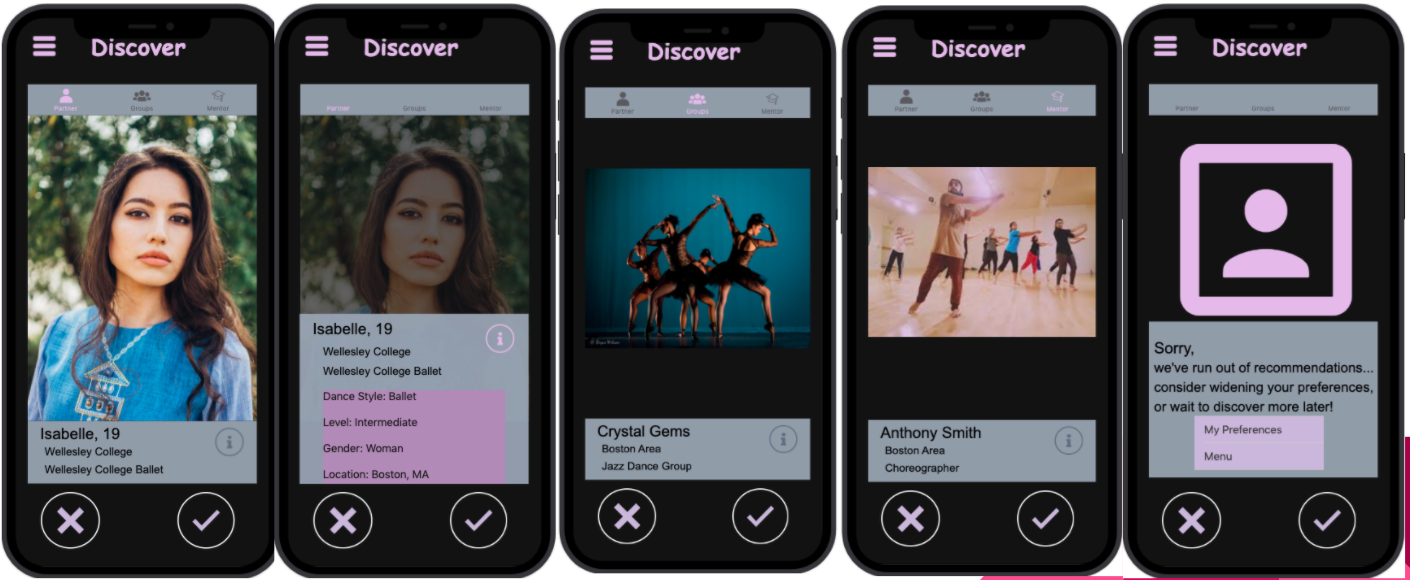 Discover
Partner Groups Mentor
Isabelle, 19
Wellesley College
Wellesley College Ballet
Discover
Partner Groups Mentor
Isabelle, 19
Wellesley College
Wellesley College Ballet
Dance Style: Ballet
Level: Intermediate
Gender: Woman
Location: Boston, MA
Discover
Partner Groups Mentor
Crystal Gems
Boston Area
Jazz Dance Group
Discover
Partner Groups Mentor
Anthony Smith
Boston Area
Choreographer
Discover
Partner Groups Mentor
Sorry,
we've run out of recommendations...
consider widening your preferences,
or wait to discover more later!
My Preferences
Menu